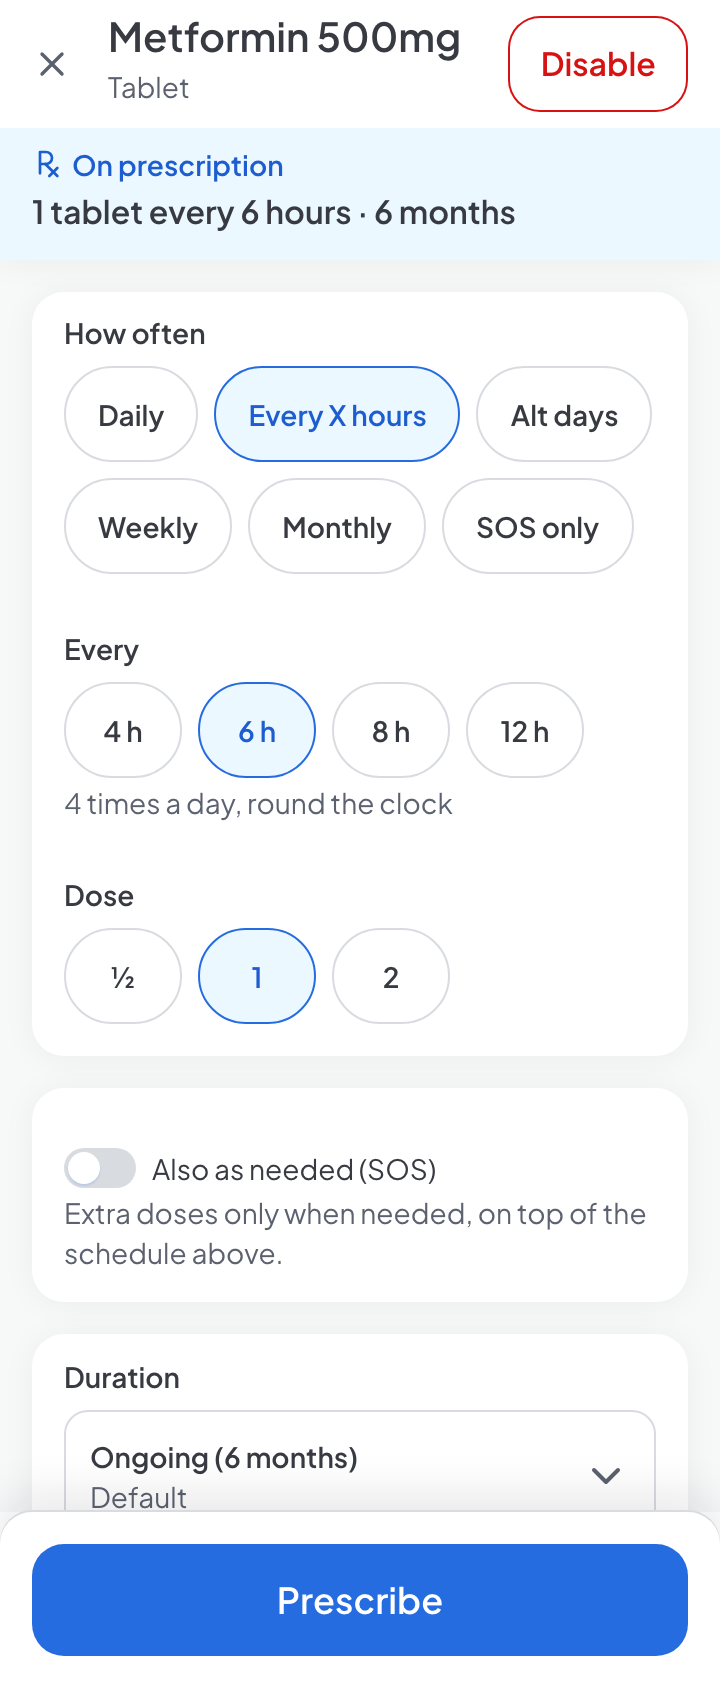 Metformin 500mg
Tablet
Disable
On prescription
1 tablet every 6 hours · 6 months
How often
Daily
Every X hours
Alt days
Weekly
Monthly
SOS only
Every
4 h
6 h
8 h
12 h
4 times a day, round the clock
Dose
½
1
2
Also as needed (SOS)
Extra doses only when needed, on top of the
schedule above.
Duration
Ongoing (6 months)
Default
Prescribe